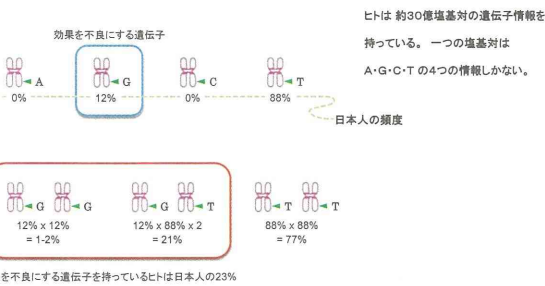 ヒトは 約30億塩基対の遺伝子情報を
持っている。 一つの塩基対は
A・G・C・T の4つの情報しかない。
効果を不良にする遺伝子
A
G
C
T
0%
12%
0%
88%
日本人の頻度
G
G
G
T
T
T
12% x 12%
12% x 88% x 2
88% x 88%
= 1-2%
= 21%
= 77%
を不良にする遺伝子を持っているヒトは日本人の23%